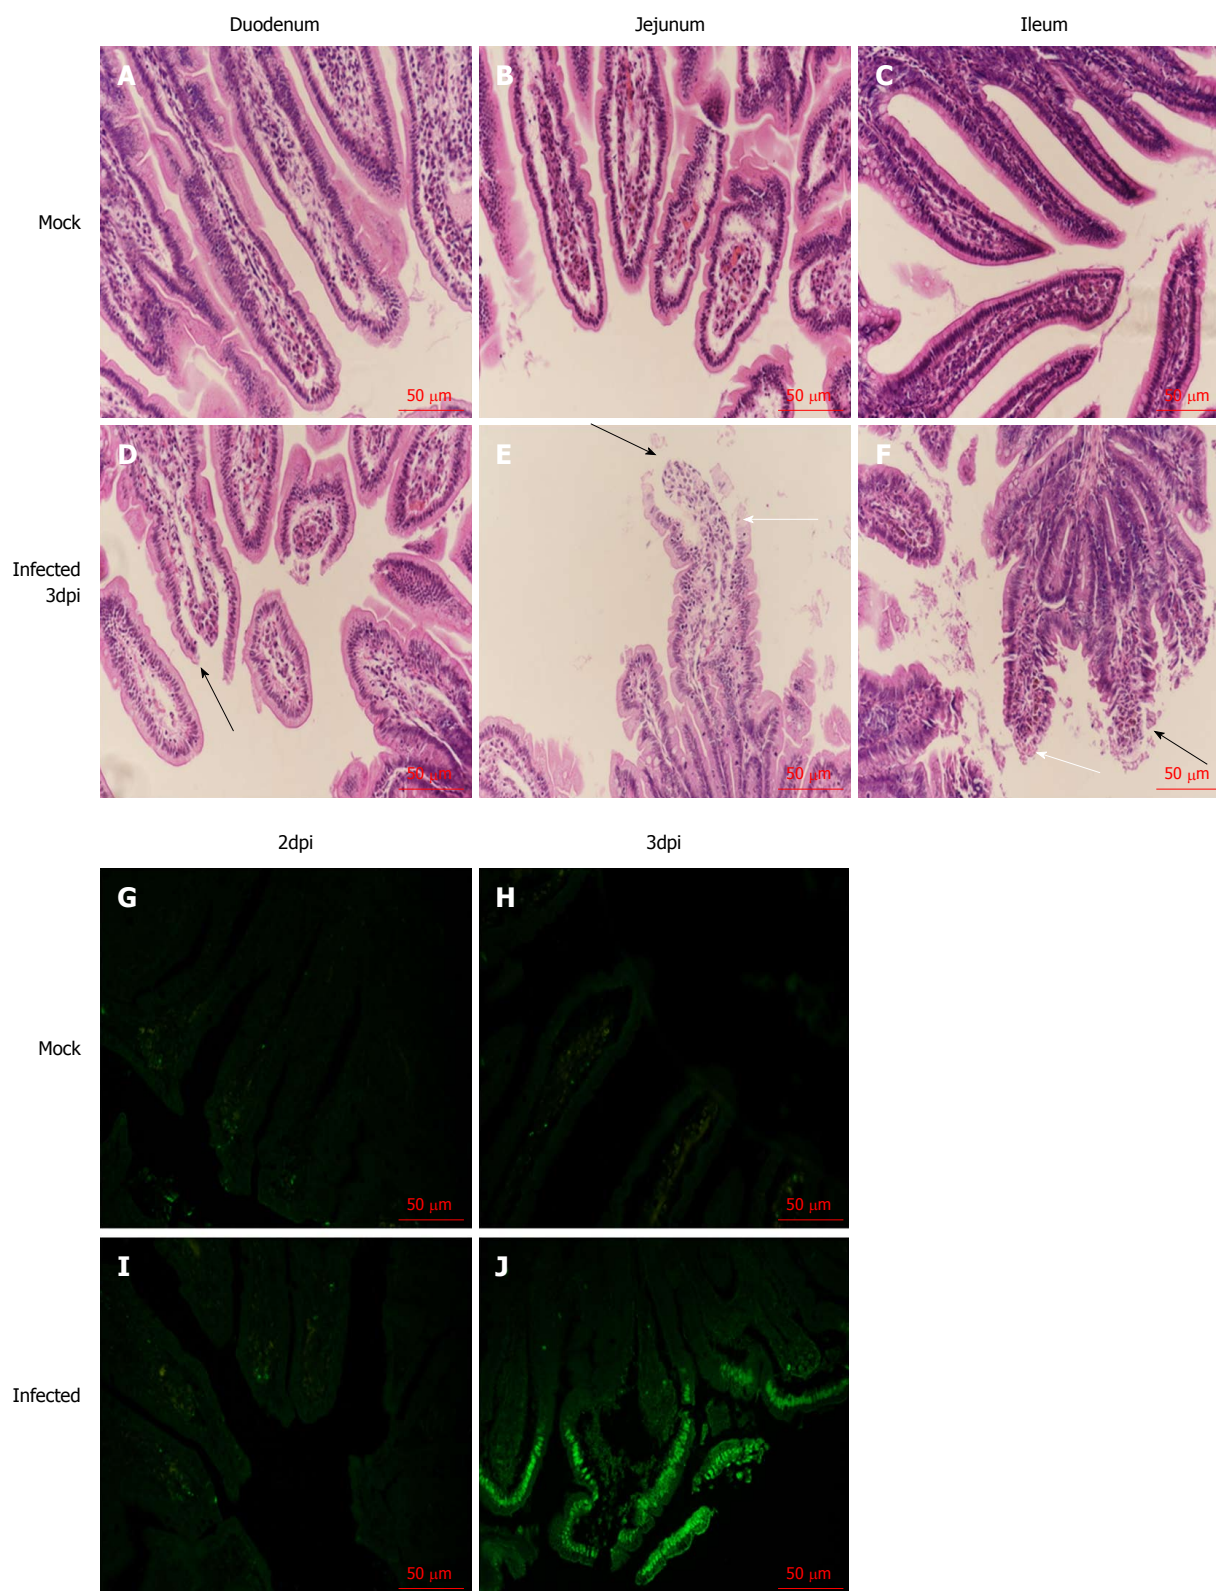 Duodenum
Jejunum
Ileum
Mock
A
B
C
50 μm
50 μm
50 μm
Infected
3dpi
D
E
F
50 μm
50 μm
50 μm
2dpi
3dpi
Mock
G
H
50 μm
50 μm
Infected
I
J
50 μm
50 μm